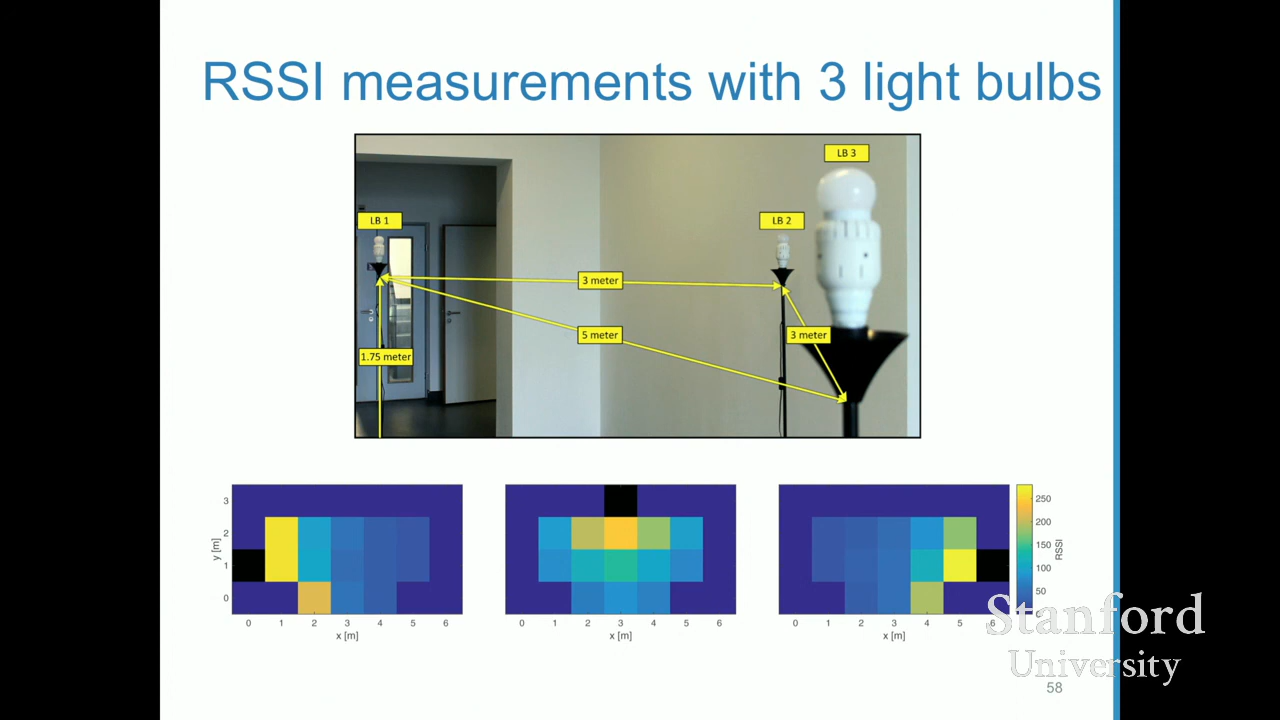 RSSI measurements with 3 light bulbs
LB 3
LB 1
LB 2
3 meter
5 meter
3 meter
1.75 meter
3
2
1
0
y [m]
0 1 2 3 4 5 6
x [m]
0 1 2 3 4 5 6
x [m]
0 1 2 3 4 5 6
x [m]
250
200
150
100
50
0
RSSI
Stanford
University
58